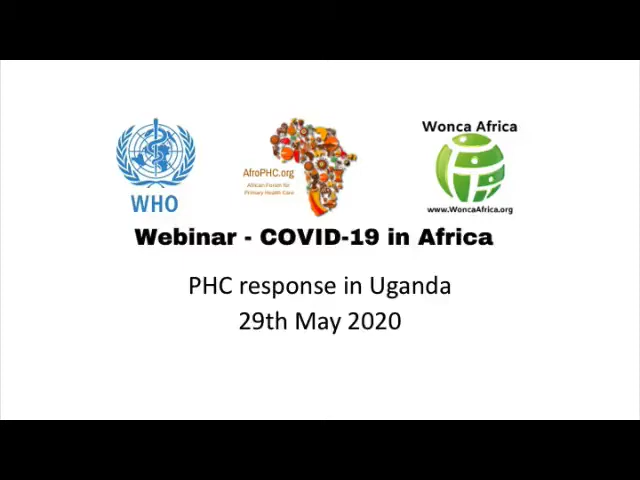 Wonca Africa
AfroPHC.org
African Forum for
Primary Health Care
WHO
www.WoncaAfrica.org
Webinar - COVID-19 in Africa
PHC response in Uganda
29th May 2020